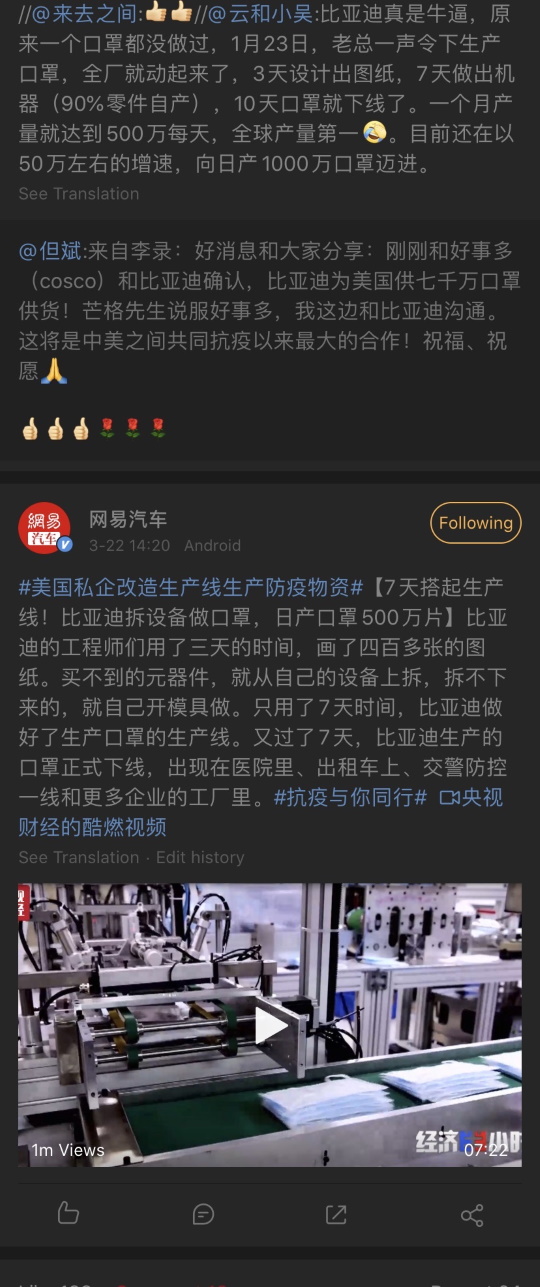 //@来去之间:👍👍//@云和小吴:比亚迪真是牛逼，原
来一个口罩都没做过，1月23日，老总一声令下生产
口罩，全厂就动起来了，3天设计出图纸，7天做出机
器（90%零件自产），10天口罩就下线了。一个月产
量就达到500万每天，全球产量第一🤣。目前还在以
50万左右的增速，向日产1000万口罩迈进。
See Translation
@但斌:来自李录：好消息和大家分享：刚刚和好事多
（cosco）和比亚迪确认，比亚迪为美国供七千万口罩
供货！芒格先生说服好事多，我这边和比亚迪沟通。
这将是中美之间共同抗疫以来最大的合作！祝福、祝
愿🙏
👍👍👍🌹🌹🌹
網易
汽车
网易汽车
Following
3-22 14:20 Android
#美国私企改造生产线生产防疫物资#【7天搭起生产
线！比亚迪拆设备做口罩，日产口罩500万片】比亚
迪的工程师们用了三天的时间，画了四百多张的图
纸。买不到的元器件，就从自己的设备上拆，拆不下
来的，就自己开模具做。只用了7天时间，比亚迪做
好了生产口罩的生产线。又过了7天，比亚迪生产的
口罩正式下线，出现在医院里、出租车上、交警防控
一线和更多企业的工厂里。#抗疫与你同行# 央视
财经的酷燃视频
See Translation · Edit history
1m Views
经济
小时
07:22